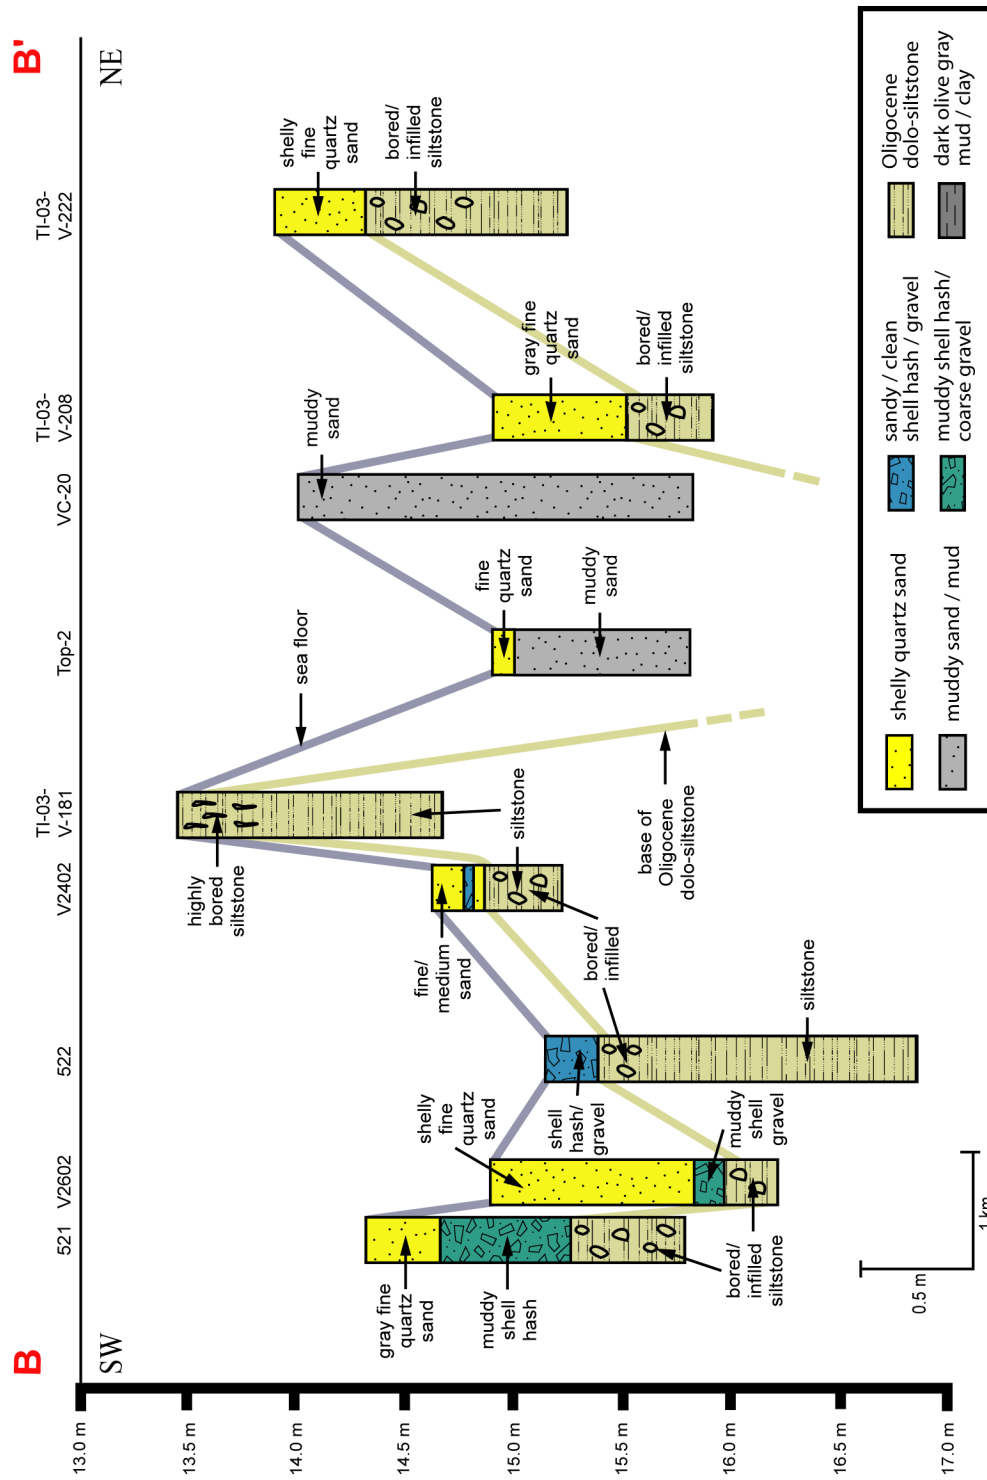 B
B'
SW
NE
521
V2602
522
V2402
TI-03-
V-181
Top-2
VC-20
TI-03-
V-208
TI-03-
V-222
13.0 m
13.5 m
14.0 m
14.5 m
15.0 m
15.5 m
16.0 m
16.5 m
17.0 m
gray fine
quartz
sand
muddy
shell
hash
bored/
infilled
siltstone
shelly
fine
quartz
sand
muddy
shell
gravel
shell
hash/
gravel
bored/
infilled
siltstone
fine/
medium
sand
siltstone
highly
bored
siltstone
sea floor
base of
Oligocene
dolo-siltstone
fine
quartz
sand
muddy
sand
muddy
sand
gray fine
quartz
sand
bored/
infilled
siltstone
shelly
fine
quartz
sand
bored/
infilled
siltstone
0.5 m
1 km
shelly quartz sand
muddy sand / mud
sandy / clean
shell hash / gravel
muddy shell hash/
coarse gravel
Oligocene
dolo-siltstone
dark olive gray
mud / clay